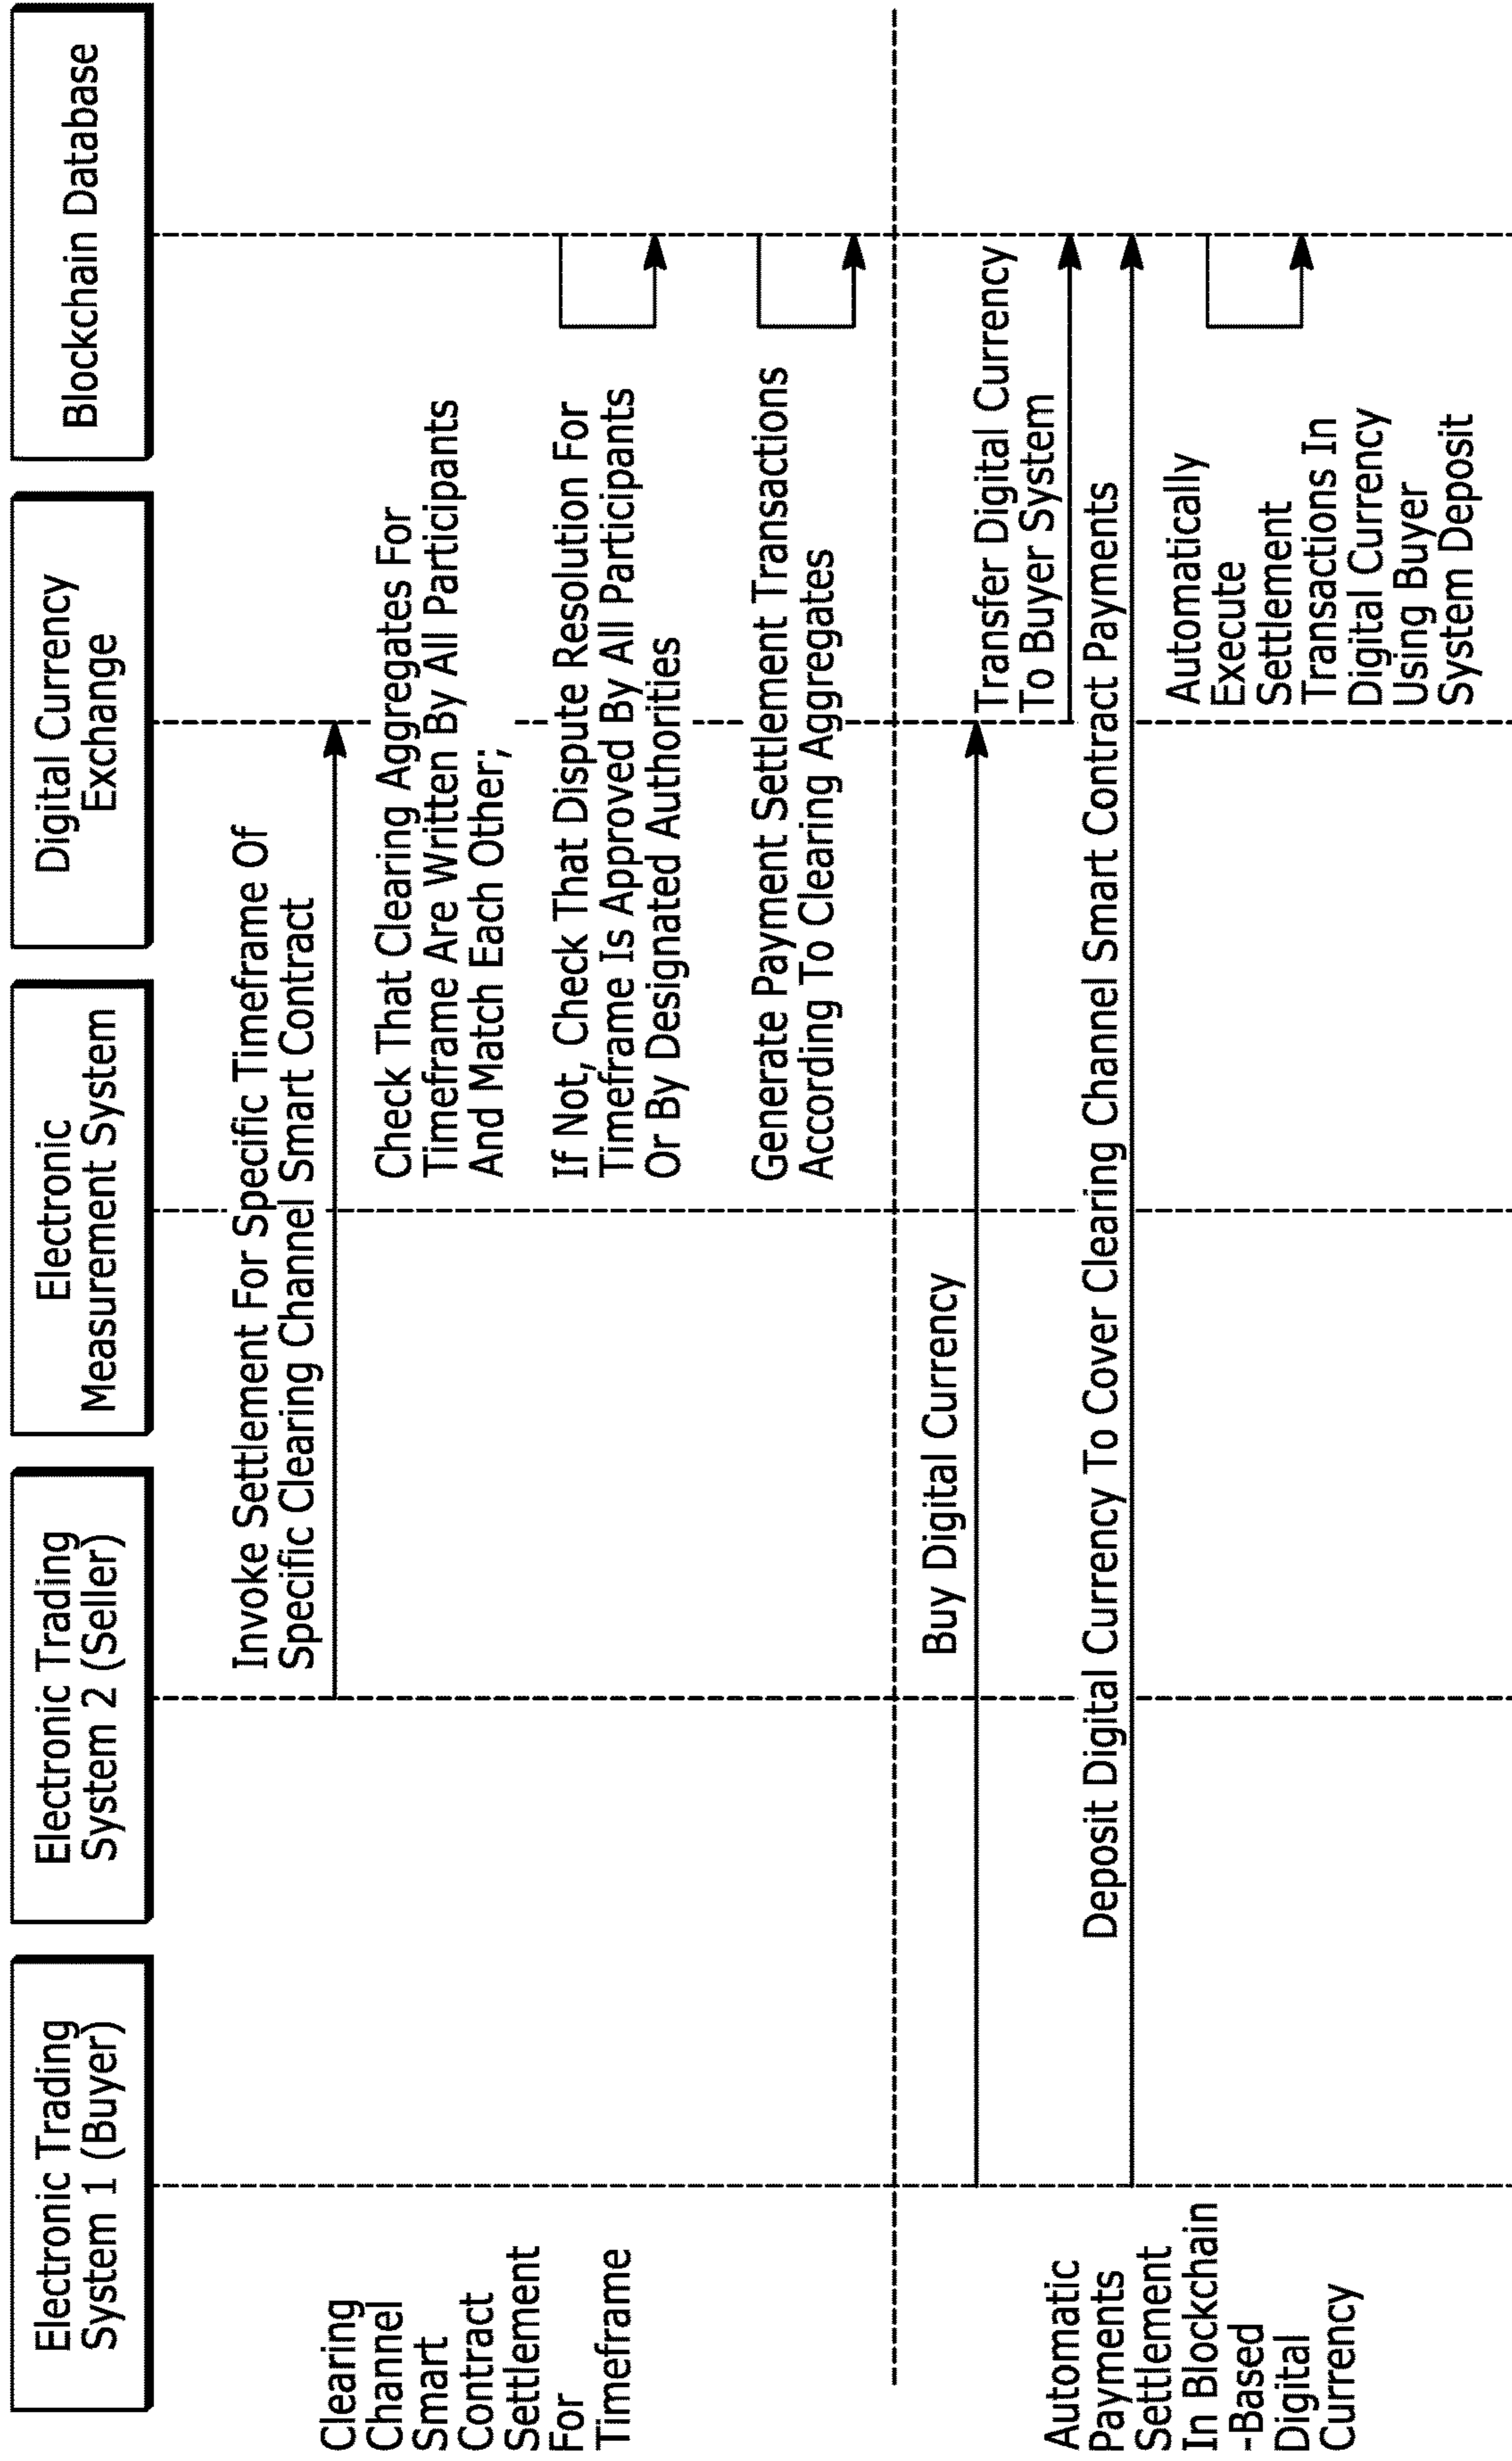 Electronic Trading
System 1 (Buyer)
Electronic Trading
System 2 (Seller)
Electronic
Measurement System
Digital Currency
Exchange
Blockchain Database
Clearing
Channel
Smart
Contract
Settlement
For
Timeframe
Invoke Settlement For Specific Timeframe Of
Specific Clearing Channel Smart Contract
Check That Clearing Aggregates For
Timeframe Are Written By All Participants
And Match Each Other;
If Not, Check That Dispute Resolution For
Timeframe Is Approved By All Participants
Or By Designated Authorities
Generate Payment Settlement Transactions
According To Clearing Aggregates
Automatic
Payments
Settlement
In Blockchain
-Based
Digital
Currency
Buy Digital Currency
Transfer Digital Currency
To Buyer System
Deposit Digital Currency To Cover Clearing Channel Smart Contract Payments
Automatically
Execute
Settlement
Transactions In
Digital Currency
Using Buyer
System Deposit